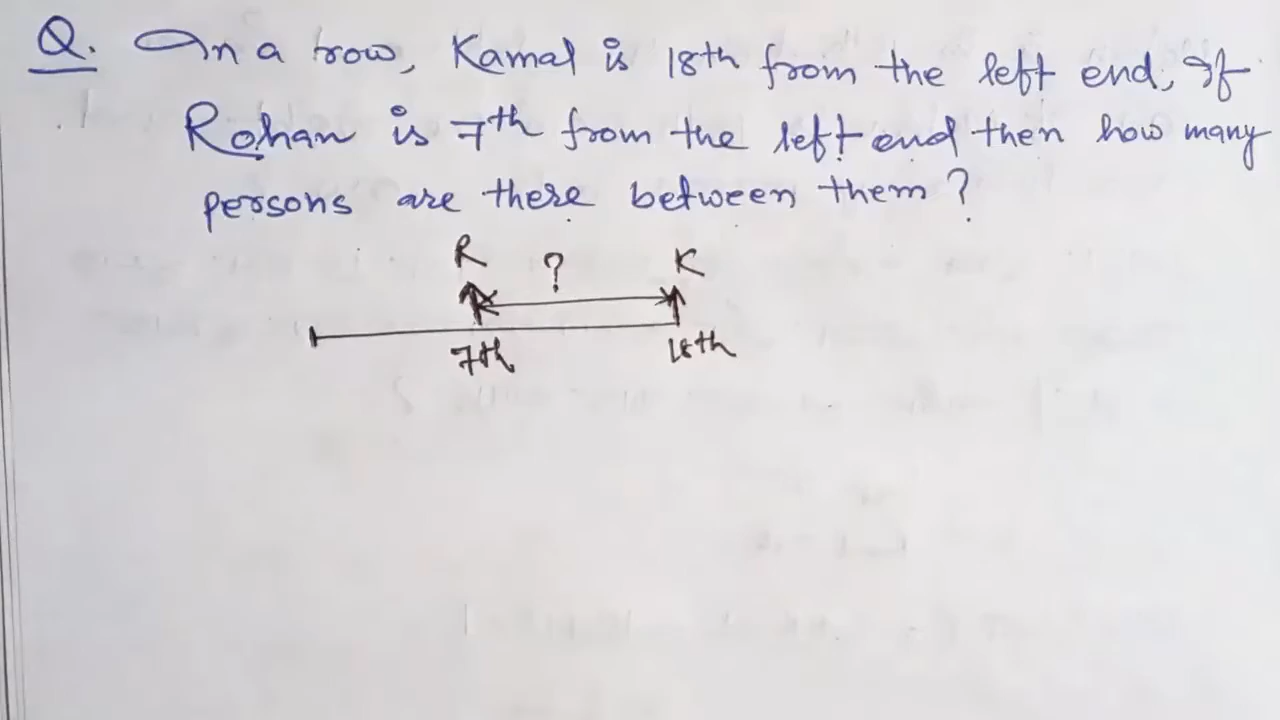 Q. In a row, Kamal is 18th from the left end, If
Rohan is 7th from the left end then how many
persons are there between them?
R ? K
7th 18th